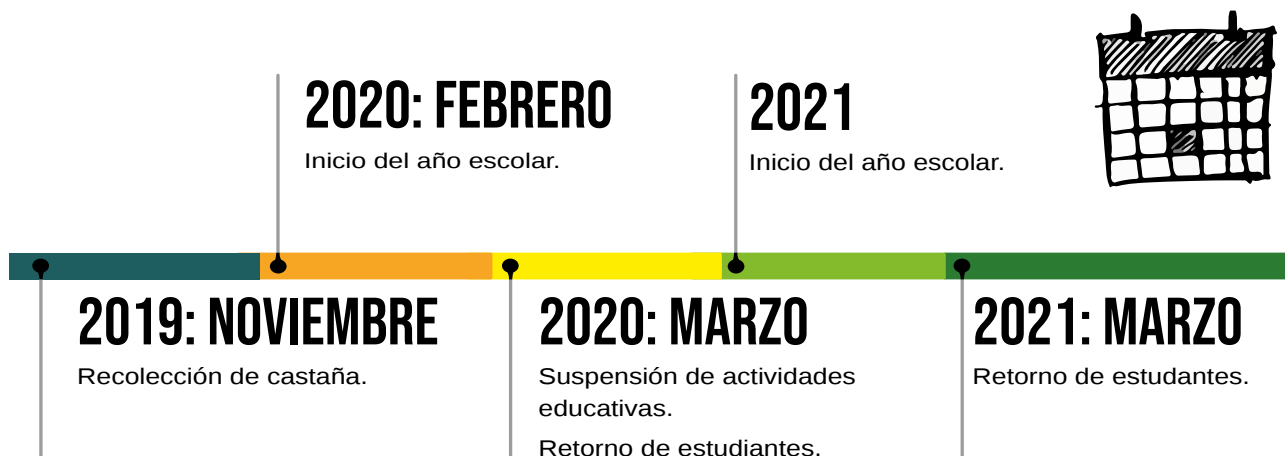 2020: FEBRERO
Inicio del año escolar.
2021
Inicio del año escolar.
2019: NOVIEMBRE
Recolección de castaña.
2020: MARZO
Suspensión de actividades
educativas.
Retorno de estudiantes.
2021: MARZO
Retorno de estudantes.